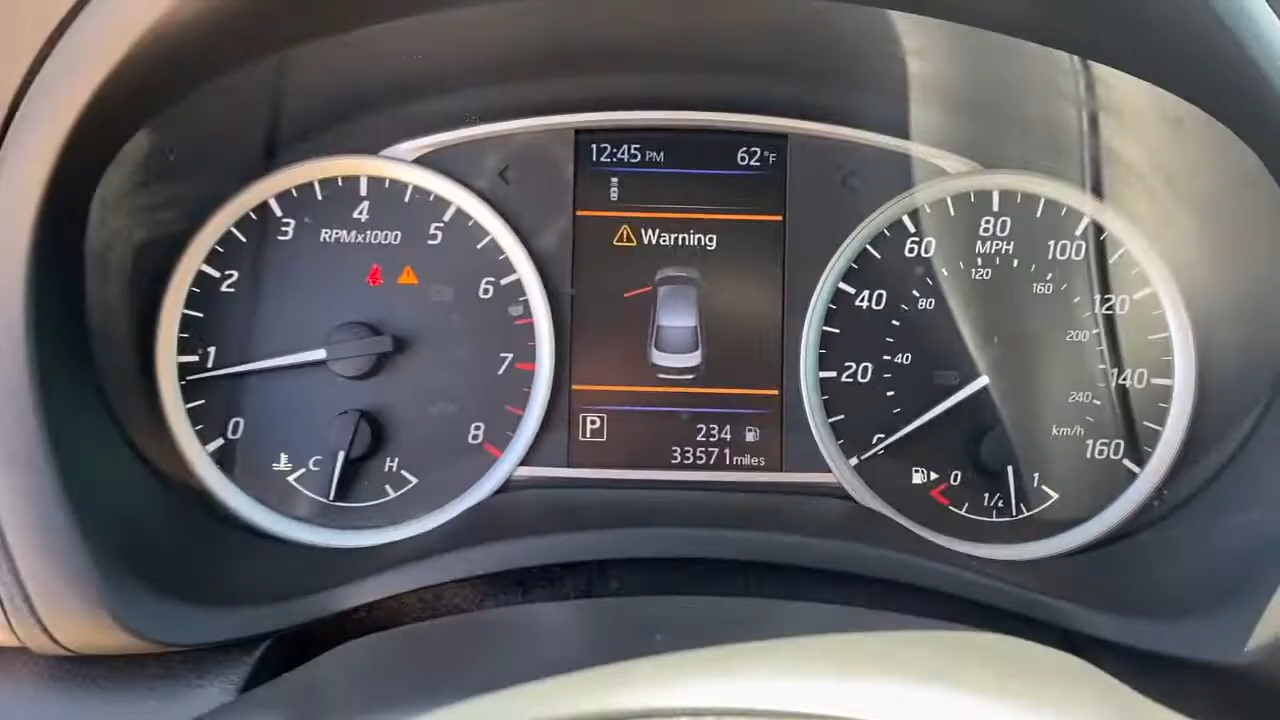 12:45 PM 62°F
Warning
P
234
33571 miles
0
1
2
3
4
5
6
7
8
RPMx1000
C H
20
40
60
80
100
120
140
160
MPH
40
80
120
160
200
240
km/h
0 1/2 1